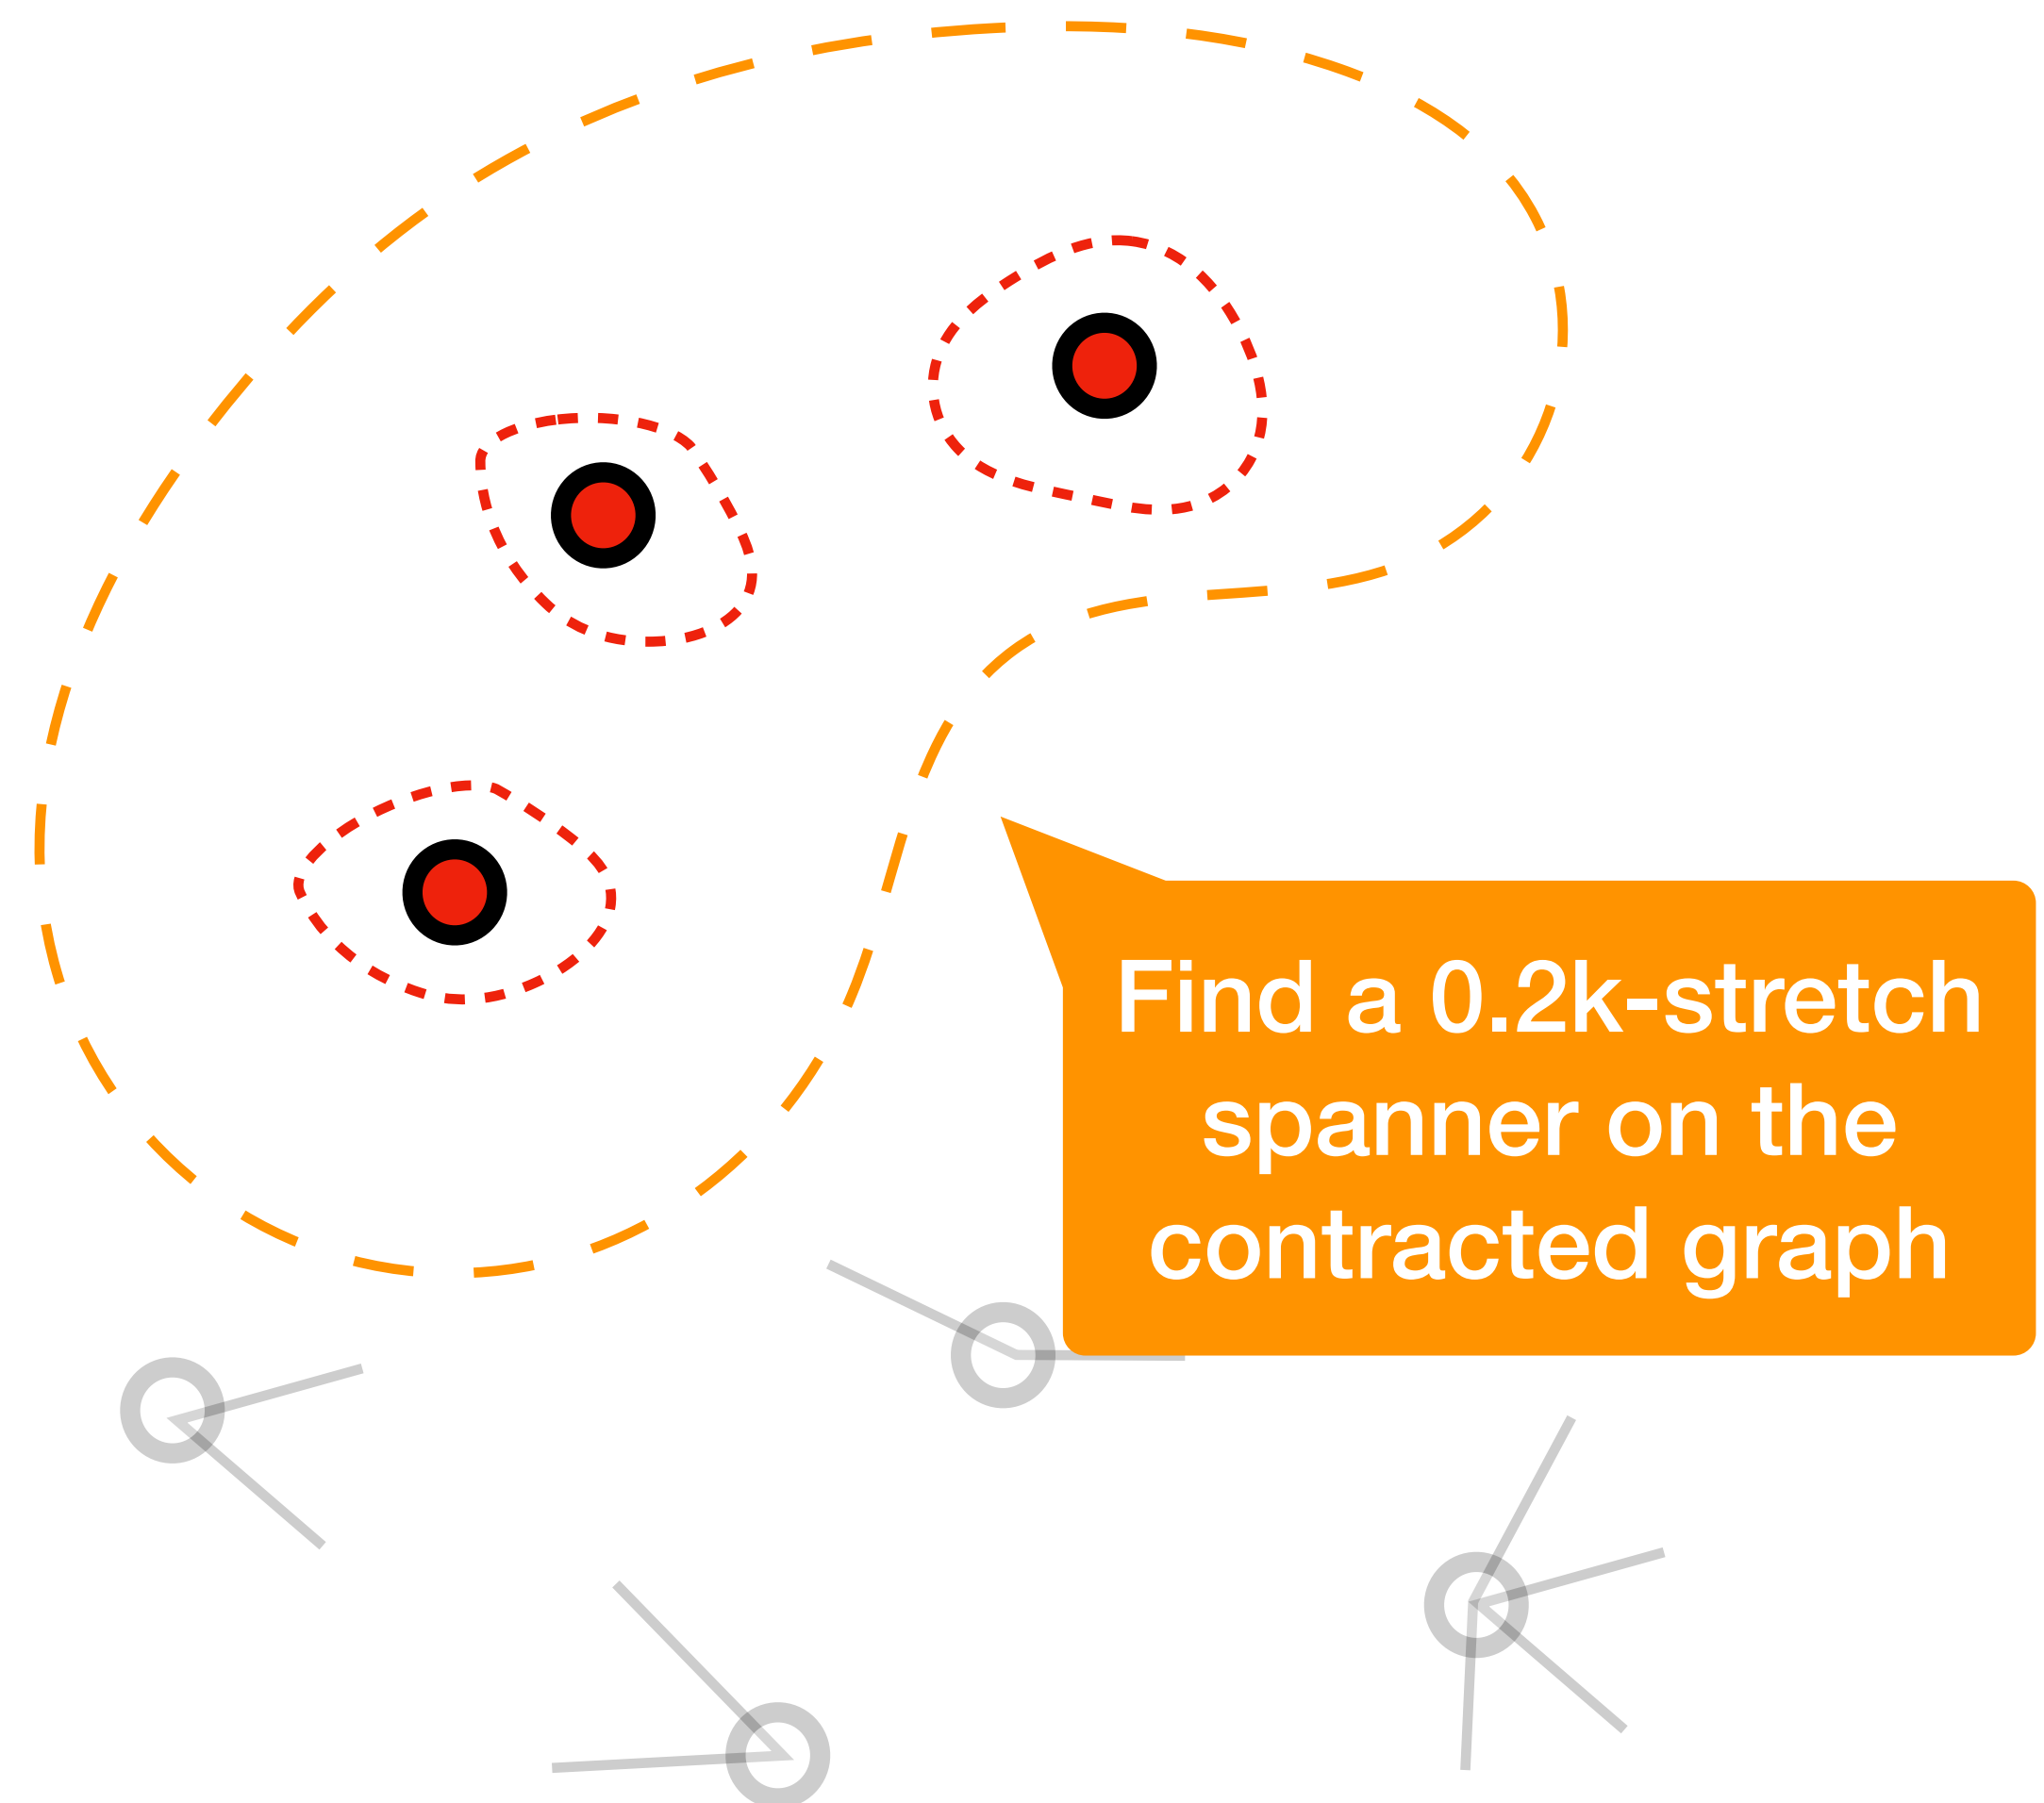 Find a 0.2k-stretch
spanner on the
contracted graph